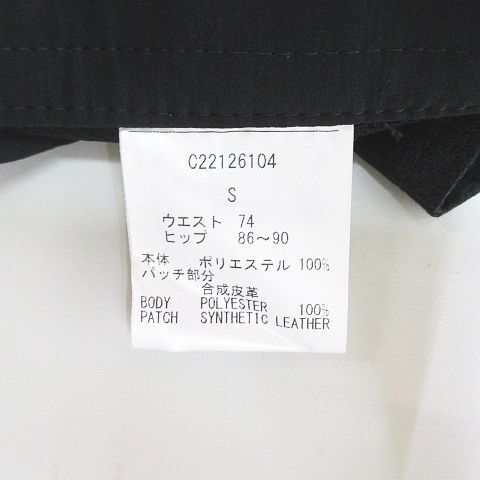 C22126104
S
ウエスト 74
ヒップ 86～90
本体 ポリエステル 100%
パッチ部分
合成皮革
BODY POLYESTER 100%
PATCH SYNTHETIC LEATHER